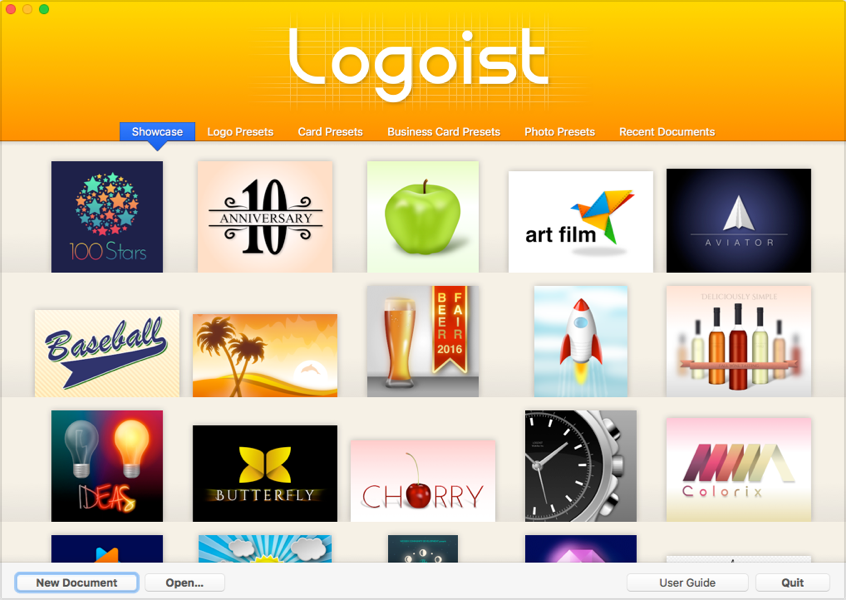 Logoist
Showcase
Logo Presets
Card Presets
Business Card Presets
Photo Presets
Recent Documents
100 Stars
10
ANNIVERSARY
art film
AVIATOR
Baseball
BEER
FAIR
2016
DELICIOUSLY SIMPLE
IDEAS
BUTTERFLY
CHORRY
Colorix
New Document
Open...
User Guide
Quit